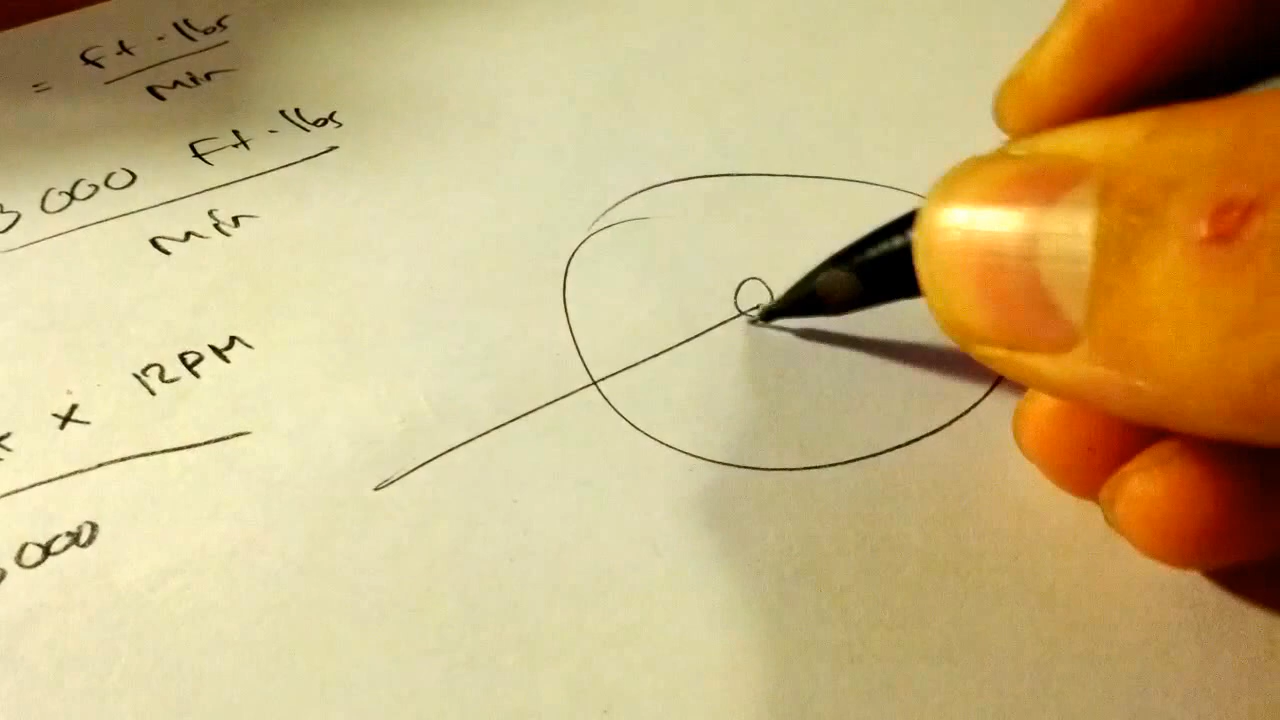 = Ft · lbs
min
3 000 Ft · lbs
min
x 12PM
000